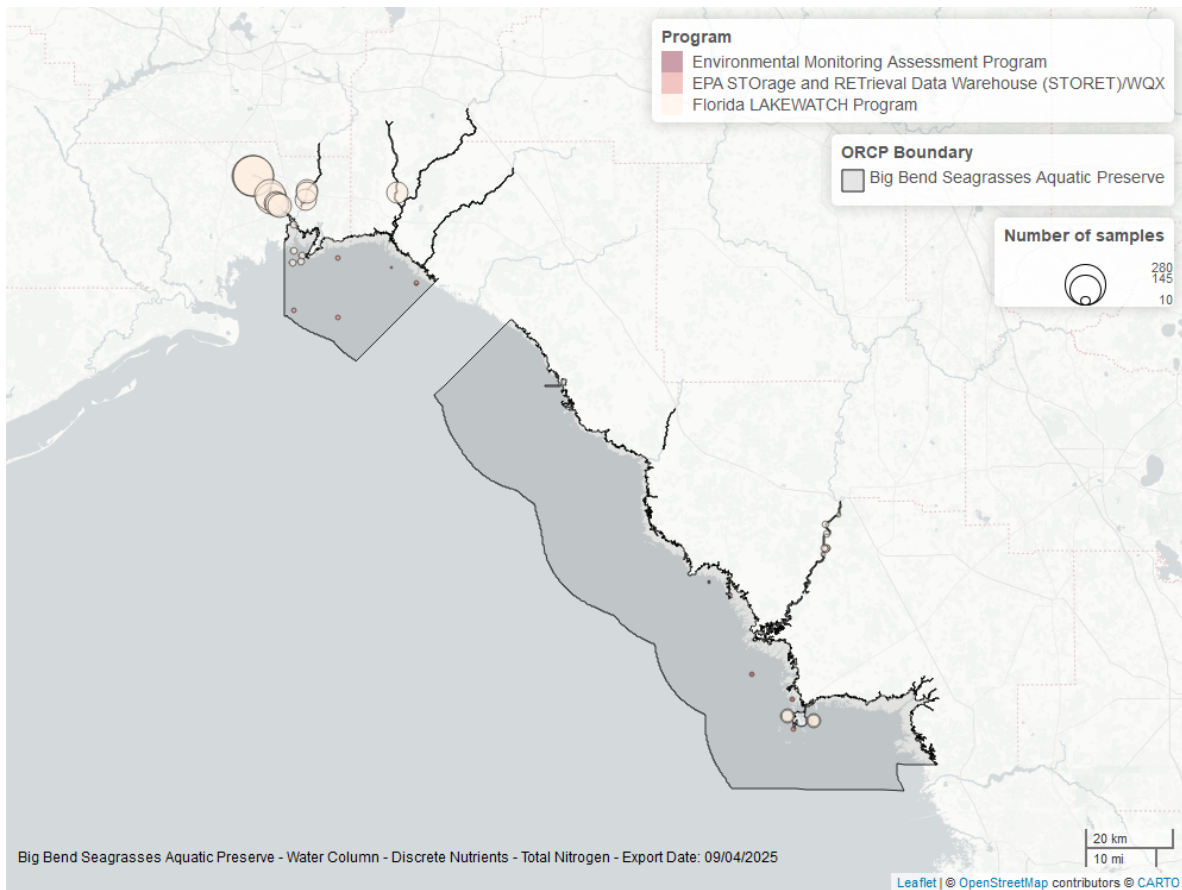 Program
Environmental Monitoring Assessment Program
EPA STOrage and RETrieval Data Warehouse (STORET)/WQX
Florida LAKEWATCH Program
ORCP Boundary
Big Bend Seagrasses Aquatic Preserve
Number of samples
280
145
10
20 km
10 mi
Big Bend Seagrasses Aquatic Preserve - Water Column - Discrete Nutrients - Total Nitrogen - Export Date: 09/04/2025
Leaflet | © OpenStreetMap contributors © CARTO